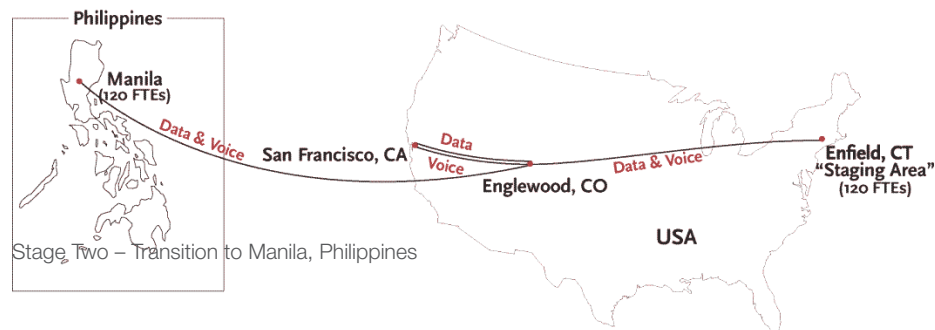 Philippines
Manila
(120 FTEs)
Data & Voice
San Francisco, CA
Data
Voice
Englewood, CO
Data & Voice
Enfield, CT
“Staging Area”
(120 FTEs)
USA
Stage Two – Transition to Manila, Philippines